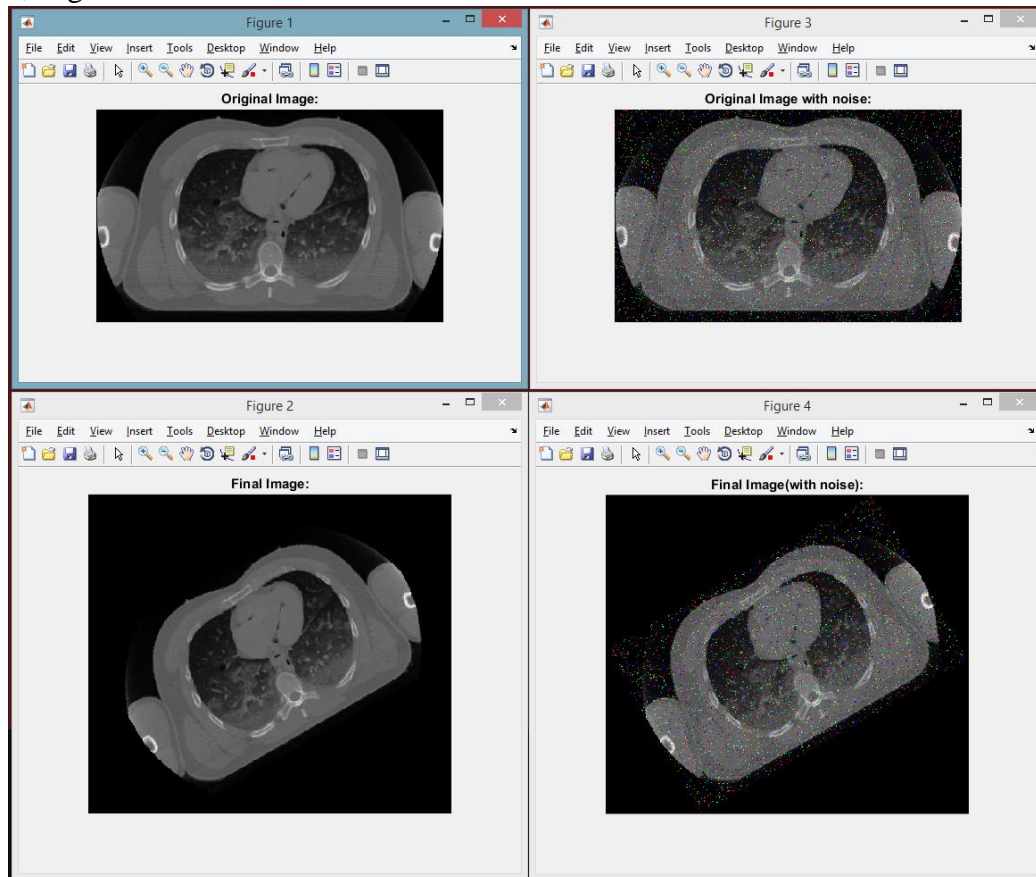 Figure 1
File Edit View Insert Tools Desktop Window Help
Original Image:
Figure 3
File Edit View Insert Tools Desktop Window Help
Original Image with noise:
Figure 2
File Edit View Insert Tools Desktop Window Help
Final Image:
Figure 4
File Edit View Insert Tools Desktop Window Help
Final Image(with noise):